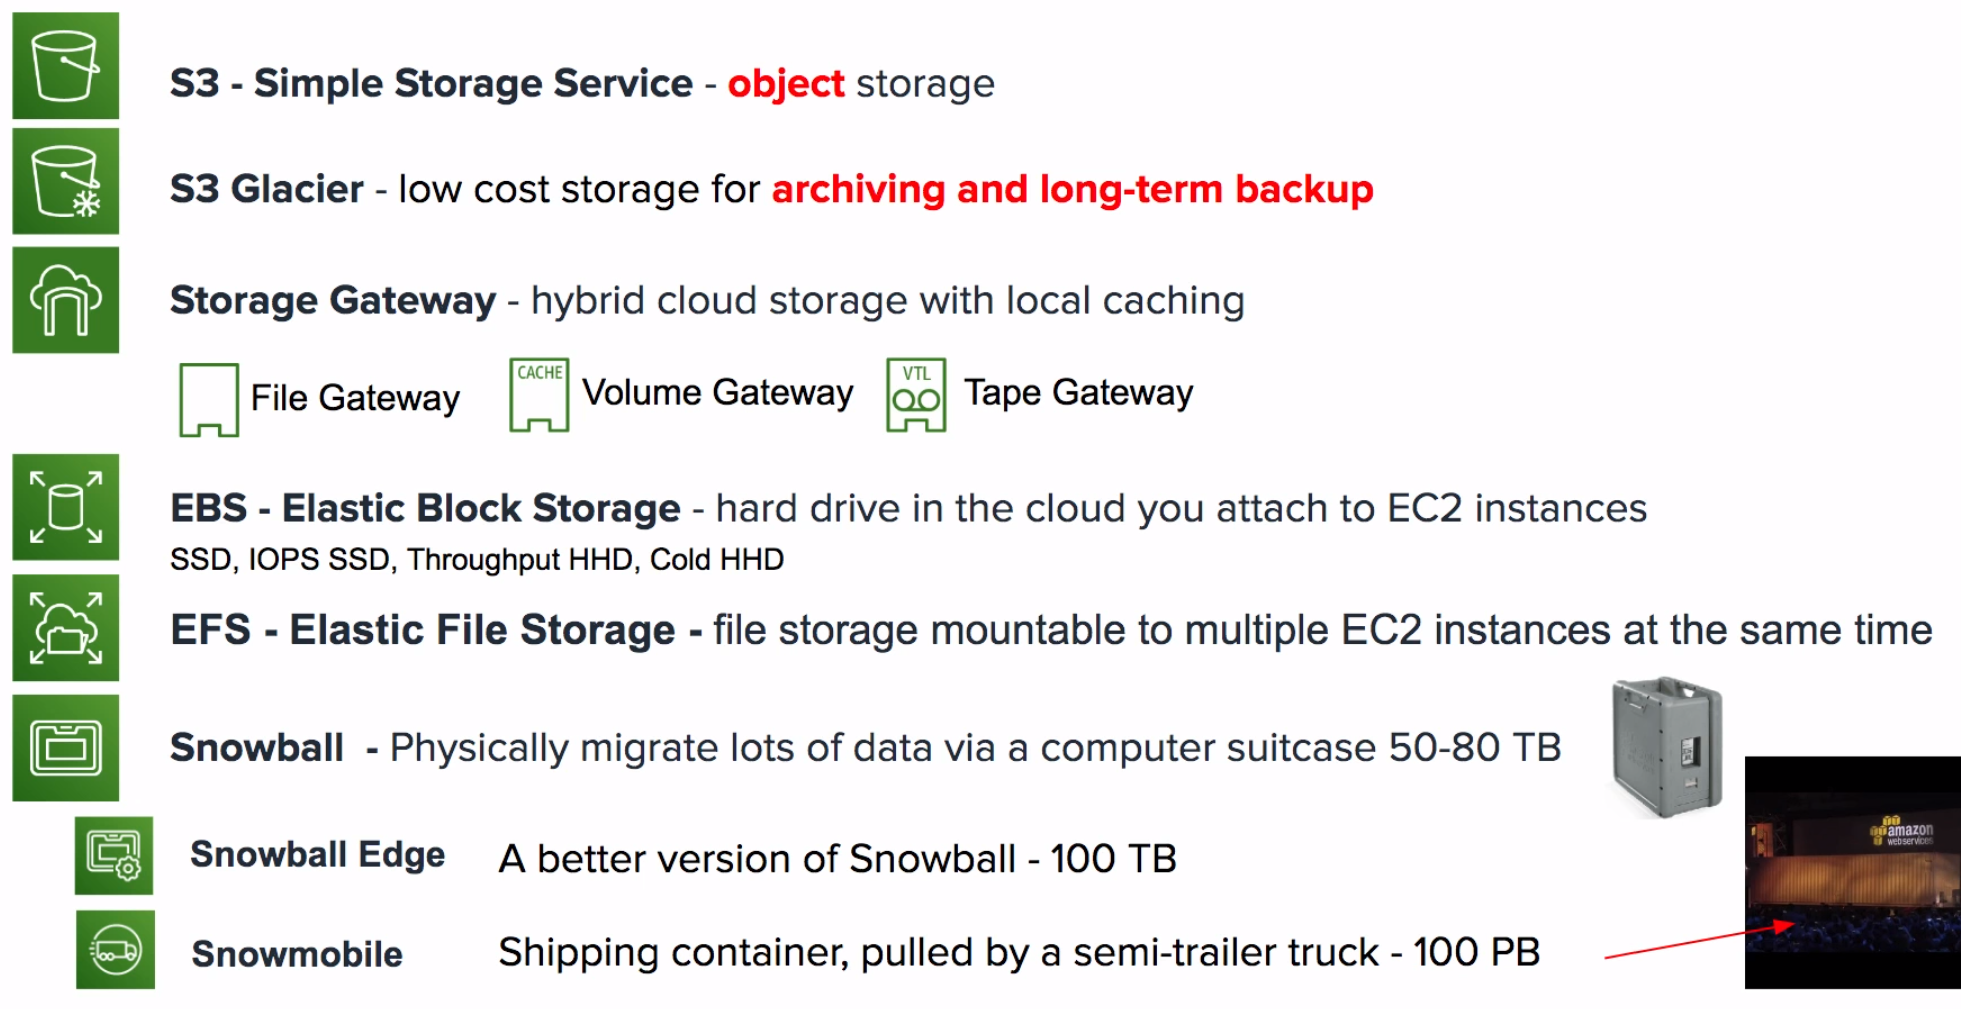 S3 - Simple Storage Service - object storage
S3 Glacier - low cost storage for archiving and long-term backup
Storage Gateway - hybrid cloud storage with local caching
File Gateway
CACHE
Volume Gateway
VTL
Tape Gateway
EBS - Elastic Block Storage - hard drive in the cloud you attach to EC2 instances
SSD, IOPS SSD, Throughput HHD, Cold HHD
EFS - Elastic File Storage - file storage mountable to multiple EC2 instances at the same time
Snowball - Physically migrate lots of data via a computer suitcase 50-80 TB
Snowball Edge A better version of Snowball - 100 TB
amazon
webservices
Snowmobile Shipping container, pulled by a semi-trailer truck - 100 PB